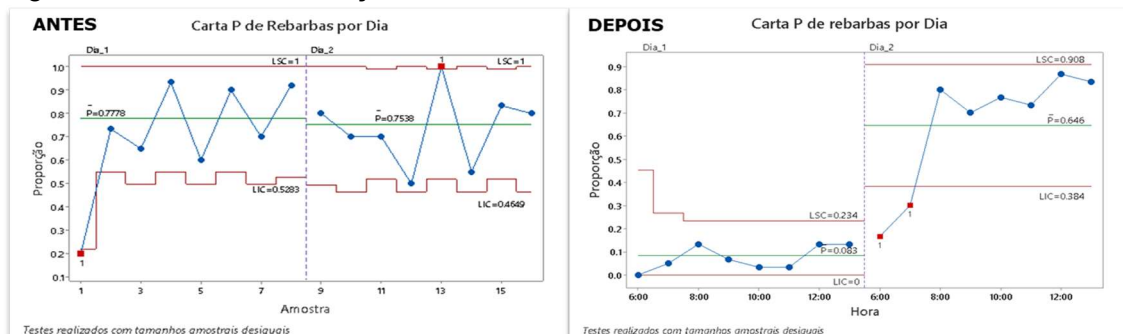 ANTES
Carta P de Rebarbas por Dia
Dia_1
Dia_2
LSC=1
LSC=1
1
P̄=0.7778
P̄=0.7538
LIC=0.5283
LIC=0.4649
1
Proporção
1.0
0.9
0.8
0.7
0.6
0.5
0.4
0.3
0.2
0.1
1 3 5 7 9 11 13 15
Amostra
Testes realizados com tamanhos amostrais desiguais
DEPOIS
Carta P de rebarbas por Dia
Dia_1
Dia_2
LSC=0.908
P̄=0.646
LIC=0.384
LSC=0.234
P̄=0.083
LIC=0
1
1
Proporção
0.9
0.8
0.7
0.6
0.5
0.4
0.3
0.2
0.1
0.0
6:00 8:00 10:00 12:00 6:00 8:00 10:00 12:00
Hora
Testes realizados com tamanhos amostrais desiguais